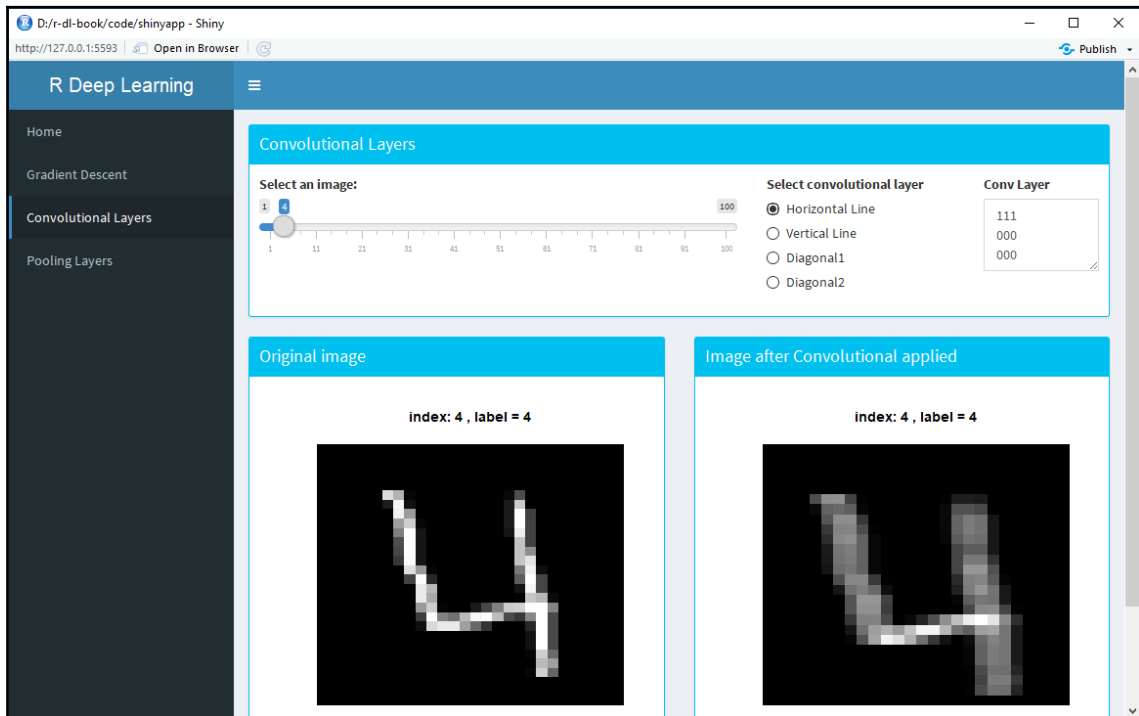 D:/r-dl-book/code/shinyapp - Shiny
http://127.0.0.1:5593 Open in Browser Publish
R Deep Learning
Home
Gradient Descent
Convolutional Layers
Pooling Layers
Convolutional Layers
Select an image:
1 4 100
1 11 21 31 41 51 61 71 81 91 100
Select convolutional layer
Horizontal Line
Vertical Line
Diagonal1
Diagonal2
Conv Layer
111
000
000
Original image
index: 4 , label = 4
Image after Convolutional applied
index: 4 , label = 4